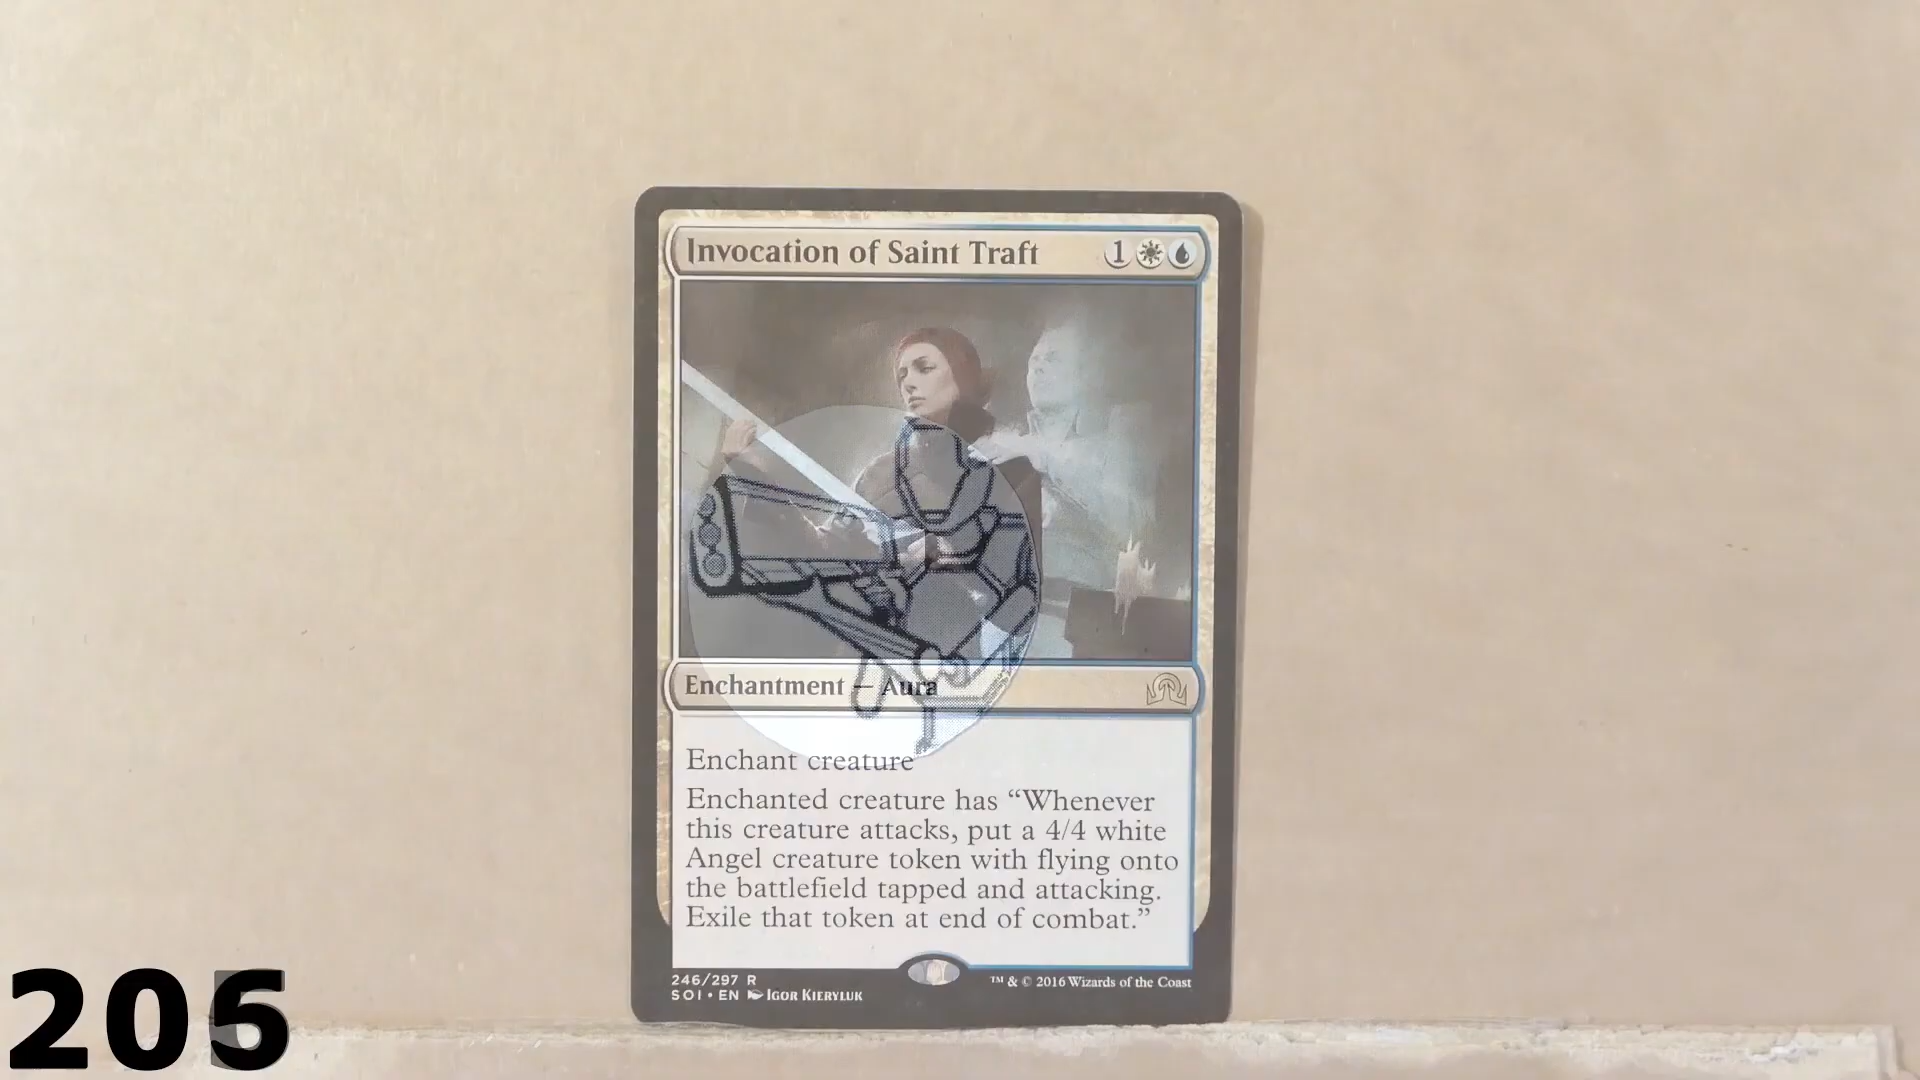 Invocation of Saint Traft 1
Enchantment — Aura
Enchant creature
Enchanted creature has “Whenever
this creature attacks, put a 4/4 white
Angel creature token with flying onto
the battlefield tapped and attacking.
Exile that token at end of combat.”
246/297 R
SOI • EN IGOR KIERYLUK
™ & © 2016 Wizards of the Coast
205